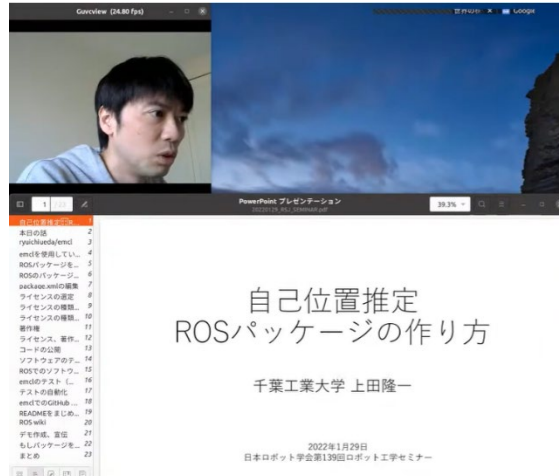 Guvcview (24.80 fps)
Google
PowerPoint プレゼンテーション
1
39.3%
本日の話 2
ryuichiueda/emcl 3
emclを使用してい... 4
ROSパッケージを... 5
ROSのパッケージ... 6
package.xmlの編集 7
ライセンスの選定 8
ライセンスの種類... 9
ライセンスの種類... 10
著作権 11
ライセンス、著作... 12
コードの公開 13
ソフトウェアのテ... 14
ROSでのソフトウ... 15
emclのテスト（... 16
テストの自動化 17
emclでのGitHub ... 18
READMEをまじめ... 19
ROS wiki 20
デモ作成、宣伝 21
もしパッケージを... 22
まとめ 23
自己位置推定
ROSパッケージの作り方
千葉工業大学 上田隆一
2022年1月29日
日本ロボット学会第139回ロボット工学セミナー